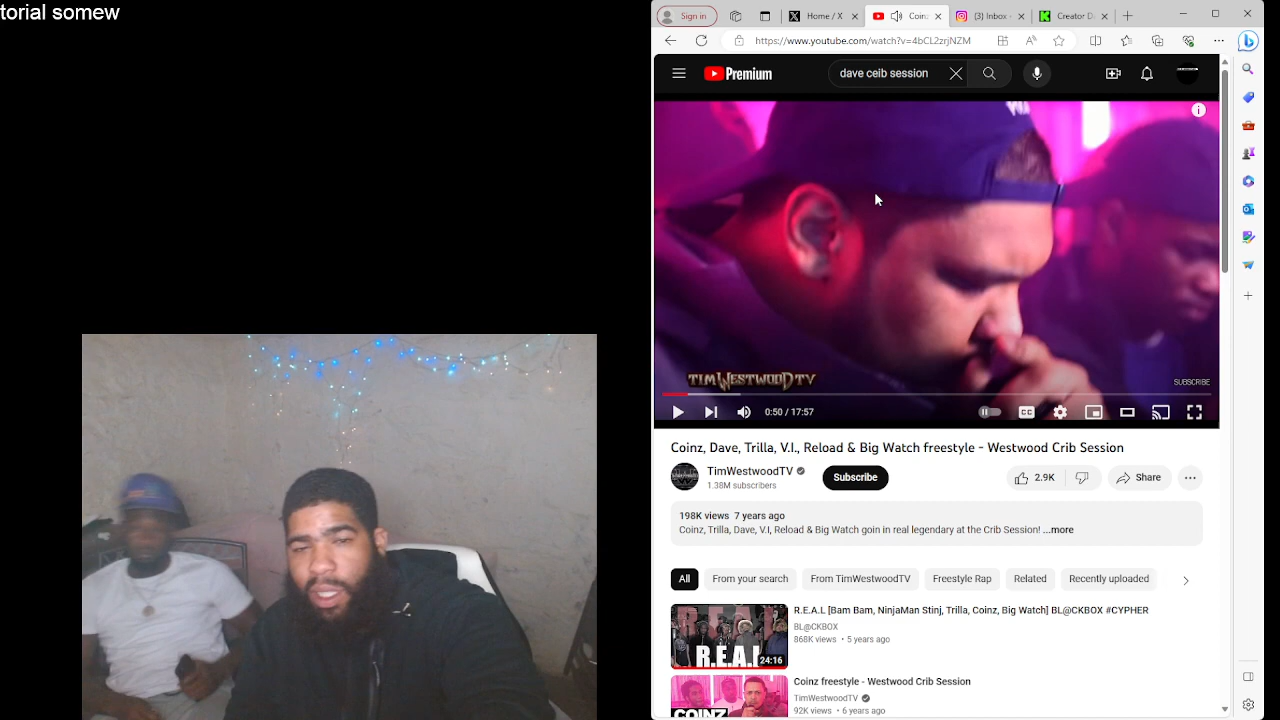 torial somew
Sign in
Home / X
Coinz
(3) Inbox
Creator D
https://www.youtube.com/watch?v=4bCL2zrjNZM
Premium
dave ceib session
TIMWESTWOODTV
SUBSCRIBE
0:50 / 17:57
CC
Coinz, Dave, Trilla, V.I., Reload & Big Watch freestyle - Westwood Crib Session
TimWestwoodTV
1.38M subscribers
Subscribe
2.9K
Share
198K views 7 years ago
Coinz, Trilla, Dave, V.I, Reload & Big Watch goin in real legendary at the Crib Session! ...more
All
From your search
From TimWestwoodTV
Freestyle Rap
Related
Recently uploaded
R.E.A.L [Bam Bam, NinjaMan Stinj, Trilla, Coinz, Big Watch] BL@CKBOX #CYPHER
BL@CKBOX
868K views • 5 years ago
R.E.A.L
24:16
Coinz freestyle - Westwood Crib Session
TimWestwoodTV
92K views • 6 years ago
COINZ